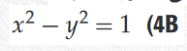 x² − y² = 1 (4B